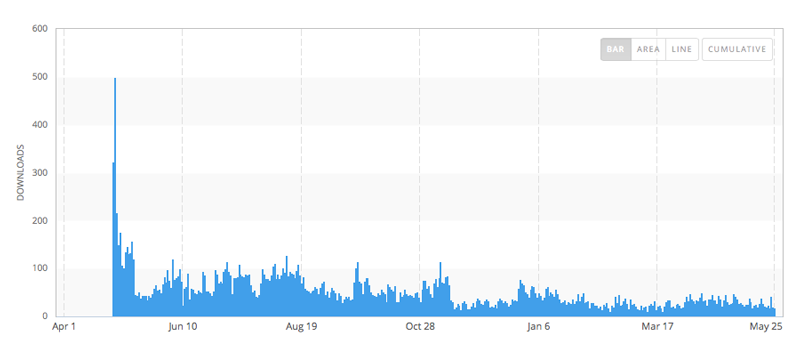 600
BAR AREA LINE CUMULATIVE
500
400
300
200
100
0
DOWNLOADS
Apr 1 Jun 10 Aug 19 Oct 28 Jan 6 Mar 17 May 25